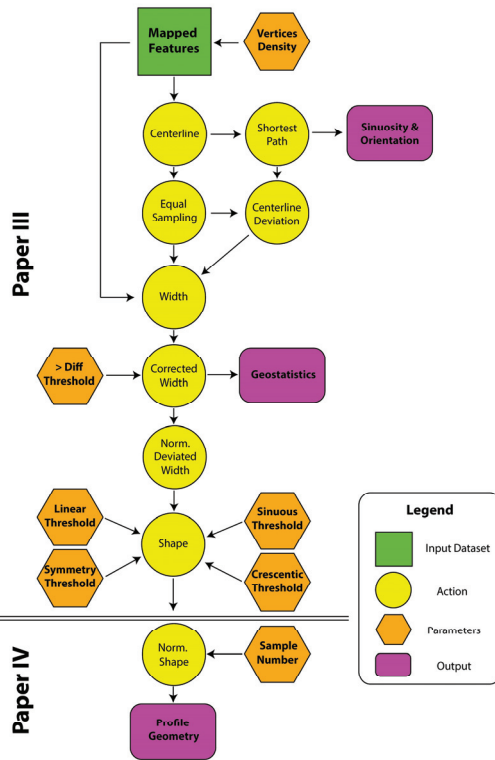 Mapped
Features
Vertices
Density
Centerline
Shortest
Path
Sinuosity &
Orientation
Equal
Sampling
Centerline
Deviation
Paper III
Width
> Diff
Threshold
Corrected
Width
Geostatistics
Norm.
Deviated
Width
Linear
Threshold
Sinuous
Threshold
Shape
Symmetry
Threshold
Crescentic
Threshold
Legend
Input Dataset
Action
Parameters
Output
Paper IV
Norm.
Shape
Sample
Number
Profile
Geometry